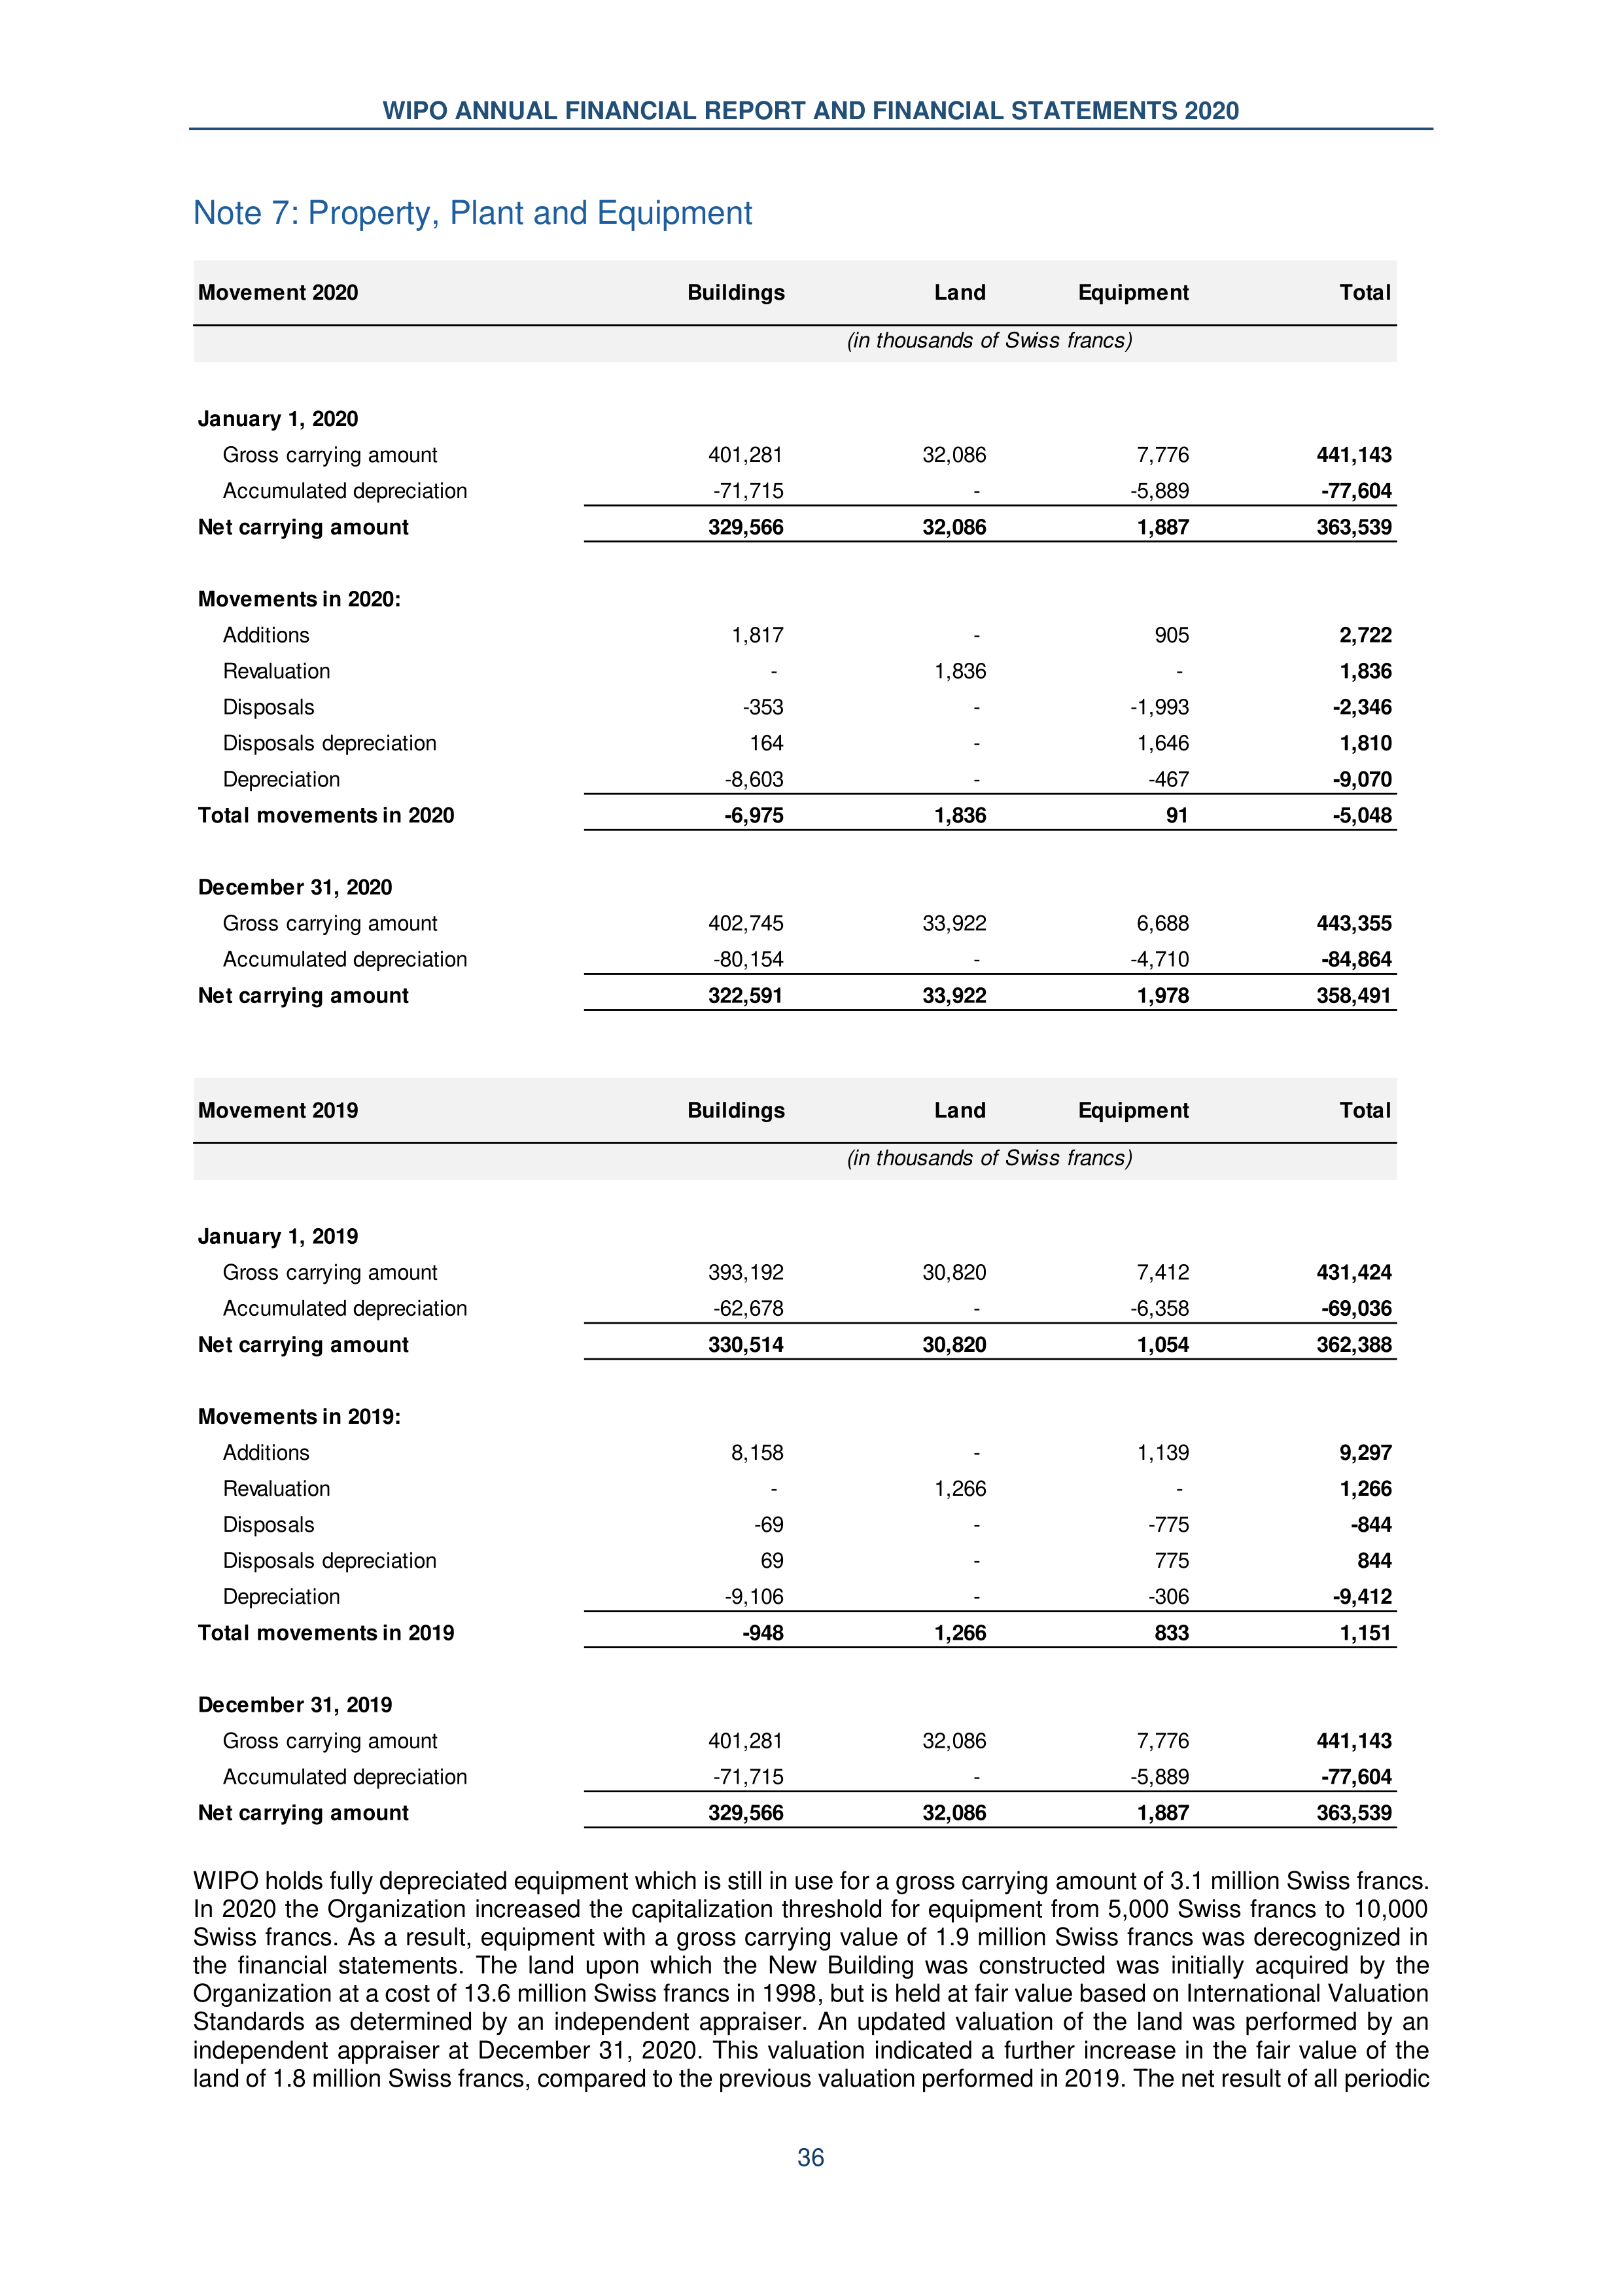 WIPO ANNUAL FINANCIAL REPORT AND FINANCIAL STATEMENTS 2020
Note 7: Property, Plant and Equipment
Movement 2020 Buildings Land Equipment Total
(in thousands of Swiss francs)
January 1, 2020
Gross carrying amount 401,281 32,086 7,776 441,143
Accumulated depreciation -71,715 - -5,889 -77,604
Net carrying amount 329,566 32,086 1,887 363,539
Movements in 2020:
Additions 1,817 - 905 2,722
Revaluation - 1,836 - 1,836
Disposals -353 - -1,993 -2,346
Disposals depreciation 164 - 1,646 1,810
Depreciation -8,603 - -467 -9,070
Total movements in 2020 -6,975 1,836 91 -5,048
December 31, 2020
Gross carrying amount 402,745 33,922 6,688 443,355
Accumulated depreciation -80,154 - -4,710 -84,864
Net carrying amount 322,591 33,922 1,978 358,491
Movement 2019 Buildings Land Equipment Total
(in thousands of Swiss francs)
January 1, 2019
Gross carrying amount 393,192 30,820 7,412 431,424
Accumulated depreciation -62,678 - -6,358 -69,036
Net carrying amount 330,514 30,820 1,054 362,388
Movements in 2019:
Additions 8,158 - 1,139 9,297
Revaluation - 1,266 - 1,266
Disposals -69 - -775 -844
Disposals depreciation 69 - 775 844
Depreciation -9,106 - -306 -9,412
Total movements in 2019 -948 1,266 833 1,151
December 31, 2019
Gross carrying amount 401,281 32,086 7,776 441,143
Accumulated depreciation -71,715 - -5,889 -77,604
Net carrying amount 329,566 32,086 1,887 363,539
WIPO holds fully depreciated equipment which is still in use for a gross carrying amount of 3.1 million Swiss francs.
In 2020 the Organization increased the capitalization threshold for equipment from 5,000 Swiss francs to 10,000
Swiss francs. As a result, equipment with a gross carrying value of 1.9 million Swiss francs was derecognized in
the financial statements. The land upon which the New Building was constructed was initially acquired by the
Organization at a cost of 13.6 million Swiss francs in 1998, but is held at fair value based on International Valuation
Standards as determined by an independent appraiser. An updated valuation of the land was performed by an
independent appraiser at December 31, 2020. This valuation indicated a further increase in the fair value of the
land of 1.8 million Swiss francs, compared to the previous valuation performed in 2019. The net result of all periodic
36